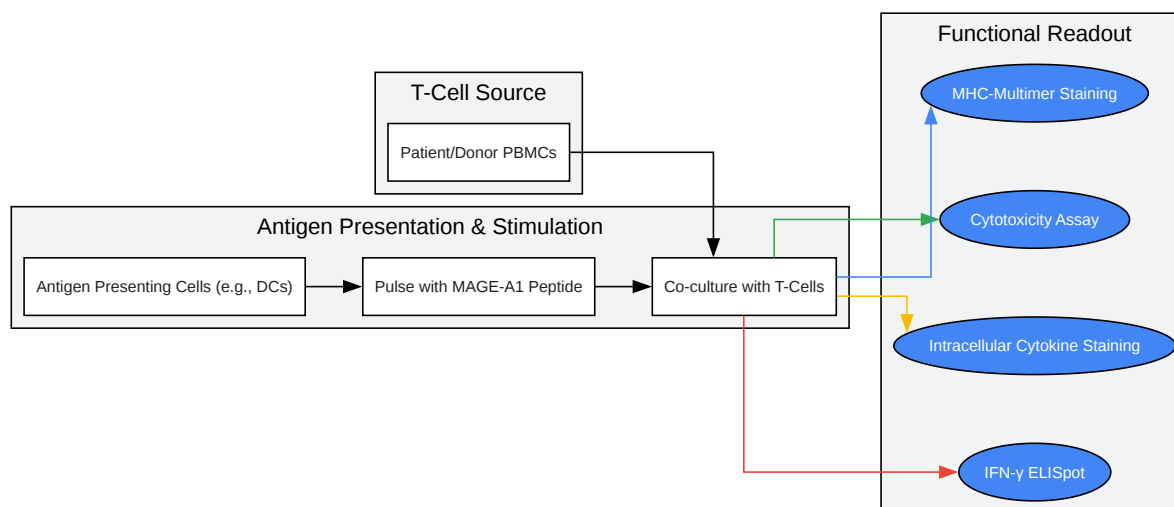 Functional Readout
MHC-Multimer Staining
T-Cell Source
Patient/Donor PBMCs
Antigen Presentation & Stimulation
Cytotoxicity Assay
Antigen Presenting Cells (e.g., DCs)
Pulse with MAGE-A1 Peptide
Co-culture with T-Cells
Intracellular Cytokine Staining
IFN-γ ELISpot